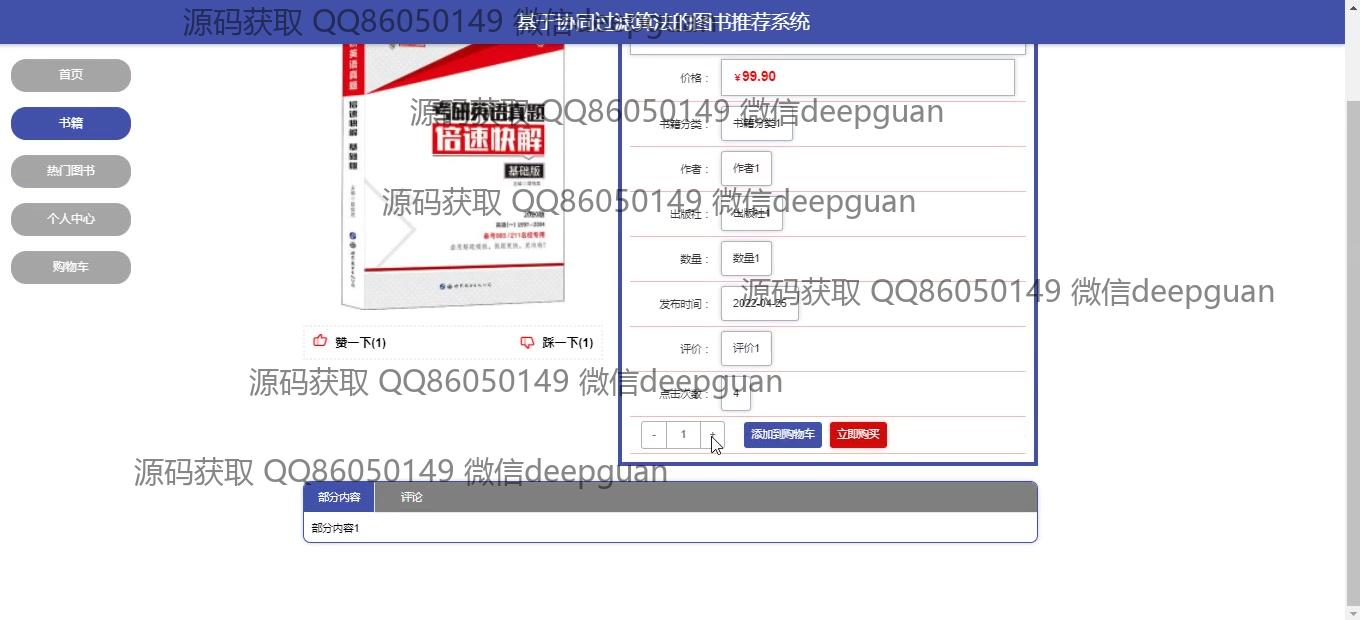 基于协同过滤算法的图书推荐系统
源码获取 QQ86050149 微信deepguan
首页
书籍
热门图书
个人中心
购物车
考研英语真题
倍速快解
基础版
价格：
￥99.90
源码获取 QQ86050149 微信deepguan
书籍分类：
书籍分类1
作者：
作者1
源码获取 QQ86050149 微信deepguan
出版社：
出版社1
数量：
数量1
源码获取 QQ86050149 微信deepguan
发布时间：
2022-04-25
评价：
评价1
赞一下(1)
踩一下(1)
源码获取 QQ86050149 微信deepguan
点击次数：
4
-
1
+
添加到购物车
立即购买
源码获取 QQ86050149 微信deepguan
部分内容
评论
部分内容1